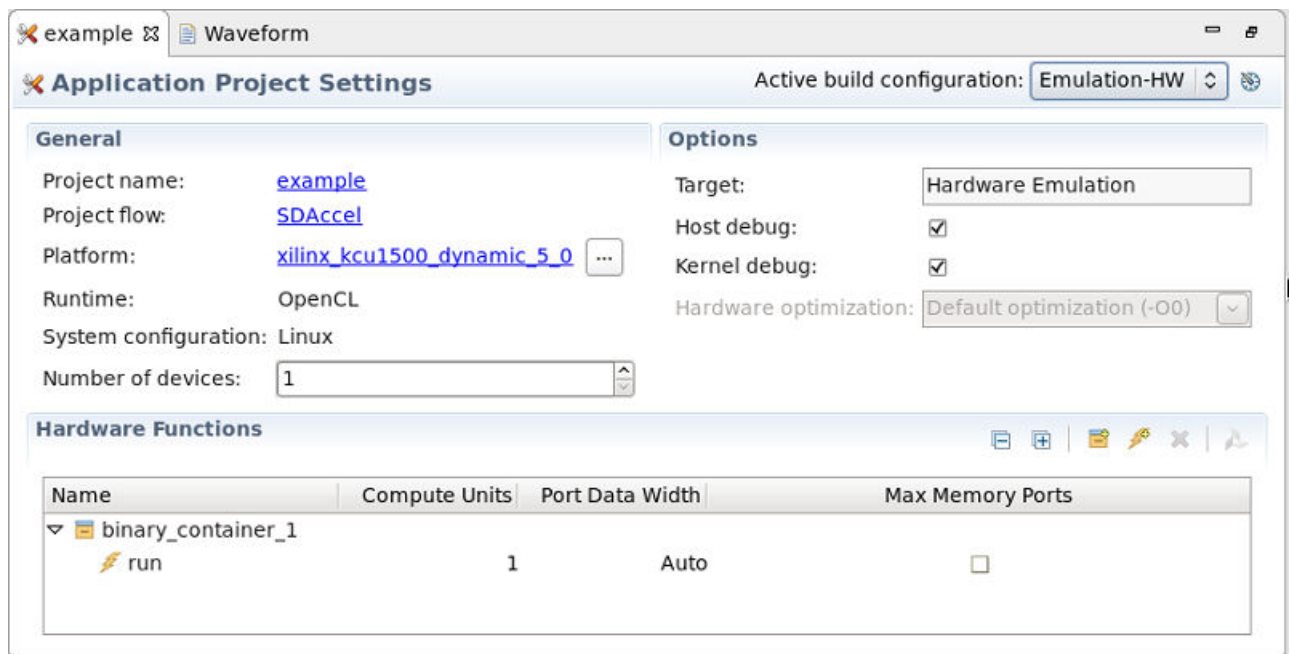 example Waveform
Application Project Settings Active build configuration: Emulation-HW
General
Project name: example
Project flow: SDAccel
Platform: xilinx_kcu1500_dynamic_5_0 ...
Runtime: OpenCL
System configuration: Linux
Number of devices: 1
Options
Target: Hardware Emulation
Host debug:
Kernel debug:
Hardware optimization: Default optimization (-O0)
Hardware Functions
Name Compute Units Port Data Width Max Memory Ports
binary_container_1
run 1 Auto